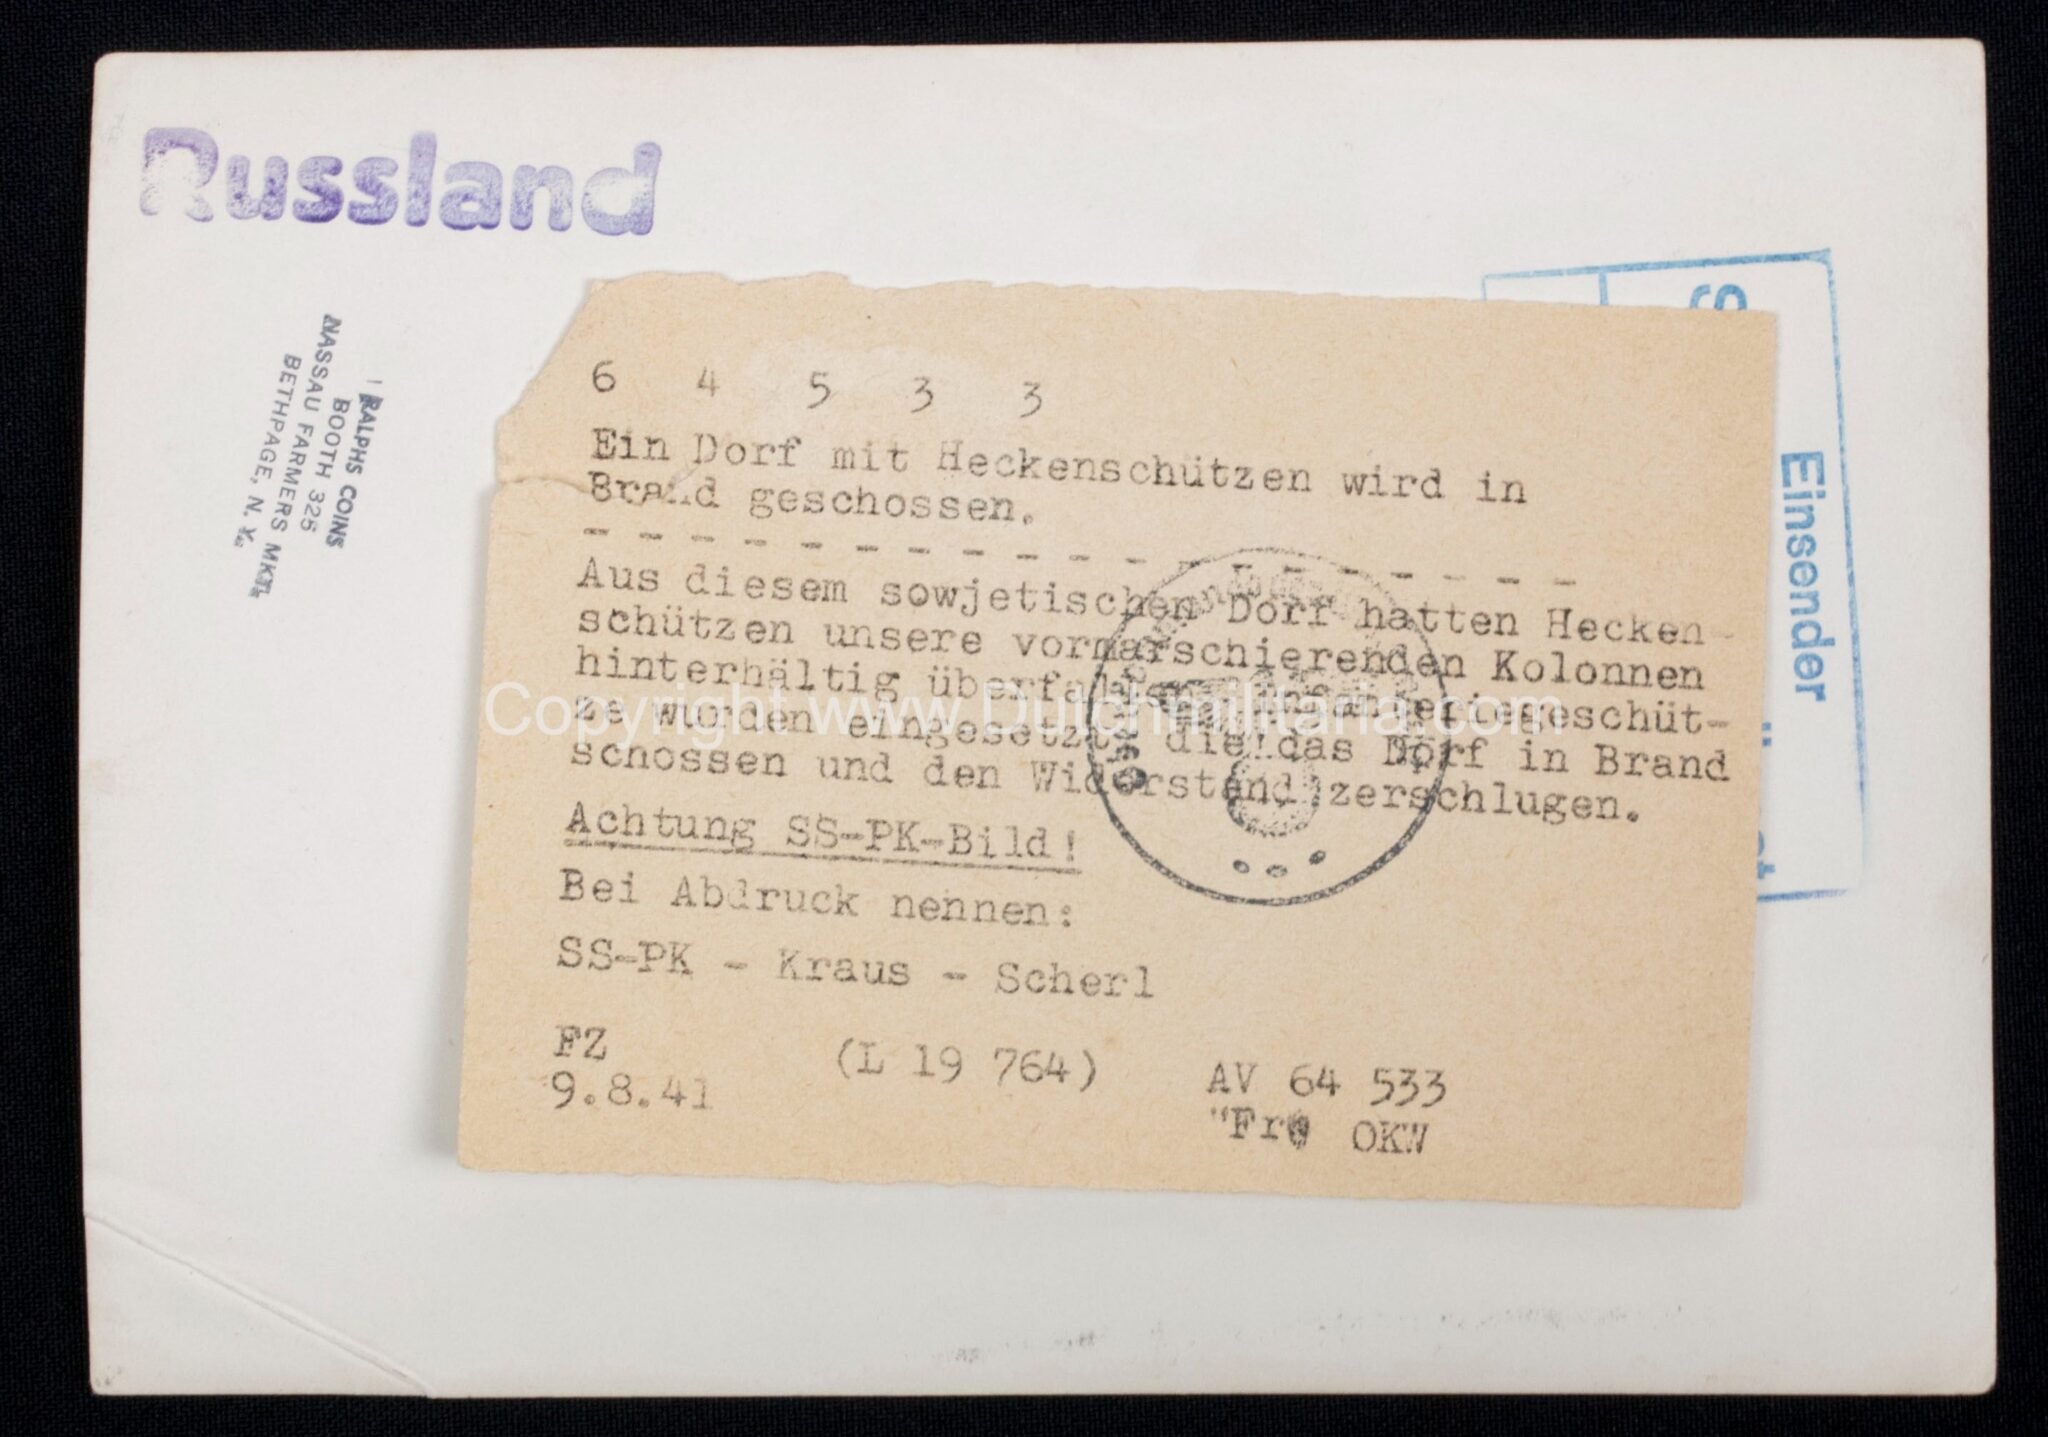 Russland
RALPHS COINS
BOOTH 325
NASSAU FARMERS MKT.
BETHPAGE, N. Y.
Einsender
6 4 5 3 3
Ein Dorf mit Heckenschützen wird in
Brand geschossen.
- - - - - - - - - - - - - - - - - - -
Aus diesem sowjetischen Dorf hatten Hecken-
schützen unsere vormarschierenden Kolonnen
hinterhältig überfallen. Infanteriegeschüt-
ze wurden eingesetzt, die das Dorf in Brand
schossen und den Widerstand zerschlugen.
Achtung SS-PK-Bild!
Bei Abdruck nennen:
SS-PK - Kraus - Scherl
FZ (L 19 764) AV 64 533
9.8.41 "Fr" OKW
Copyright www.Dutchmilitaria.com